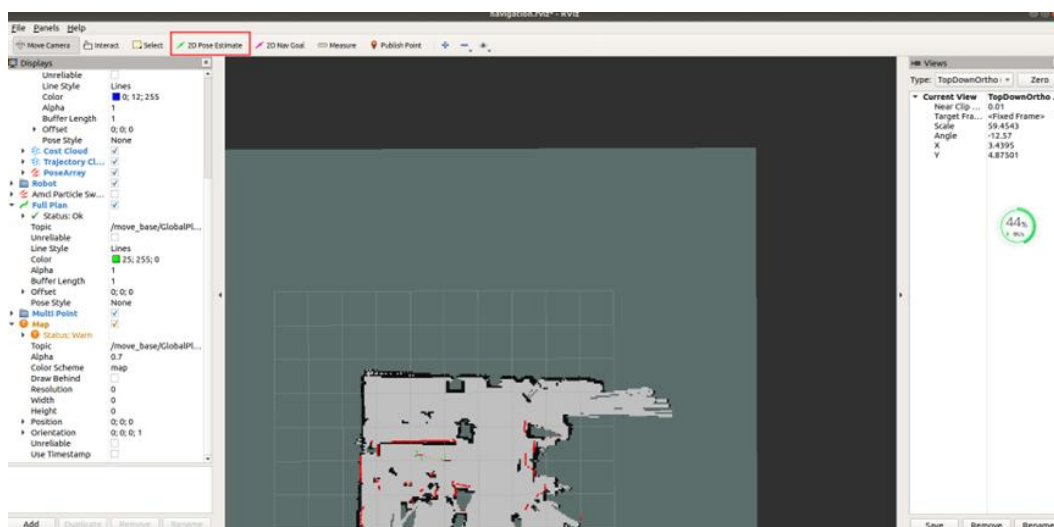 navigation.rviz* - RViz
File Panels Help
Move Camera Interact Select 2D Pose Estimate 2D Nav Goal Measure Publish Point
Displays
Unreliable
Line Style Lines
Color 0; 12; 255
Alpha 1
Buffer Length 1
Offset 0; 0; 0
Pose Style None
Cost Cloud
Trajectory Cl...
PoseArray
Robot
Amcl Particle Sw...
Full Plan
Status: Ok
Topic /move_base/GlobalPl...
Unreliable
Line Style Lines
Color 25; 255; 0
Alpha 1
Buffer Length 1
Offset 0; 0; 0
Pose Style None
Multi Point
Map
Status: Warn
Topic /move_base/GlobalPl...
Alpha 0.7
Color Scheme map
Draw Behind
Resolution 0
Width 0
Height 0
Position 0; 0; 0
Orientation 0; 0; 0; 1
Unreliable
Use Timestamp
Add Duplicate Remove Rename
Views
Type: TopDownOrtho Zero
Current View TopDownOrtho ...
Near Clip ... 0.01
Target Fra... <Fixed Frame>
Scale 59.4543
Angle -12.57
X 3.4395
Y 4.87501
44%
Save Remove Rename